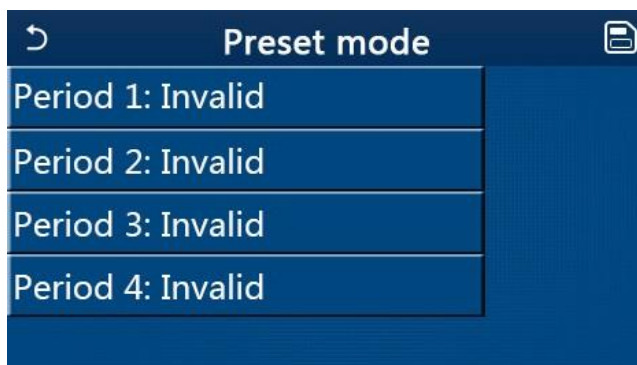 Preset mode
Period 1: Invalid
Period 2: Invalid
Period 3: Invalid
Period 4: Invalid